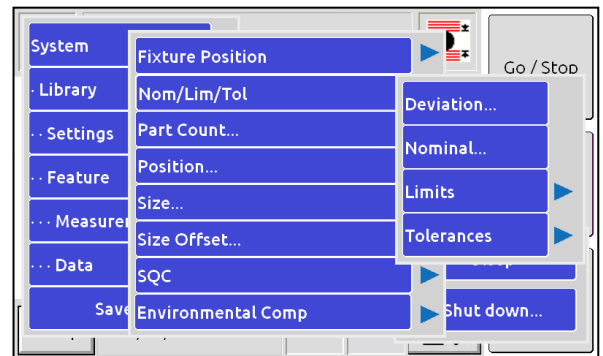 System
· Library
·· Settings
·· Feature
··· Measurem
··· Data
Save
Fixture Position
Nom/Lim/Tol
Part Count...
Position...
Size...
Size Offset...
SQC
Environmental Comp
Deviation...
Nominal...
Limits
Tolerances
Go / Stop
Shut down...